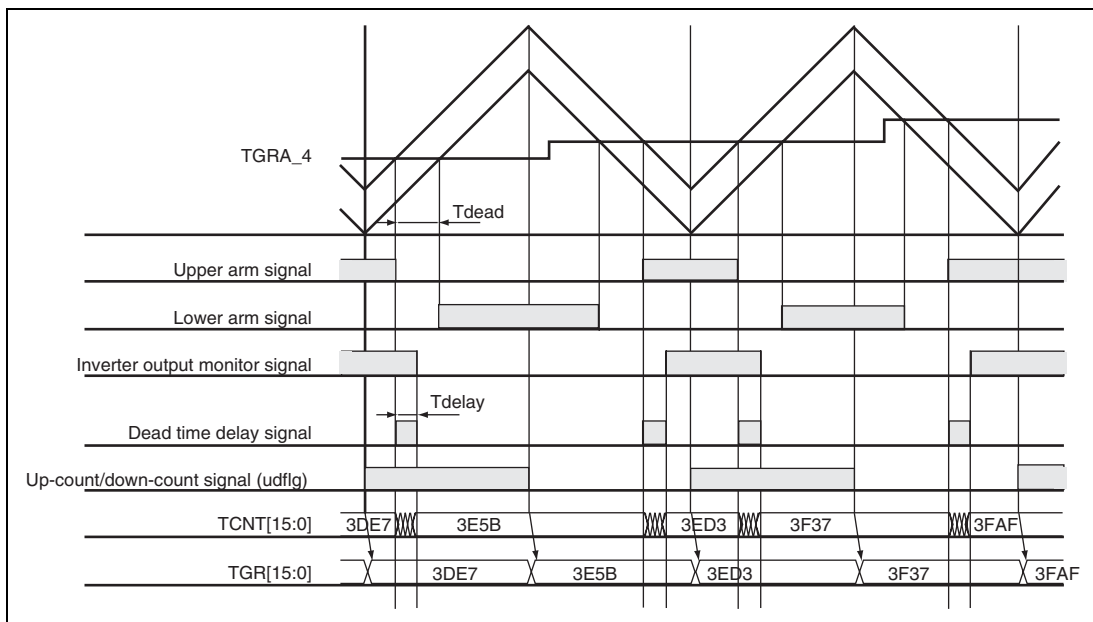 TGRA_4
Tdead
Upper arm signal
Lower arm signal
Inverter output monitor signal
Tdelay
Dead time delay signal
Up-count/down-count signal (udflg)
TCNT[15:0] 3DE7 3E5B 3ED3 3F37 3FAF
TGR[15:0] 3DE7 3E5B 3ED3 3F37 3FAF